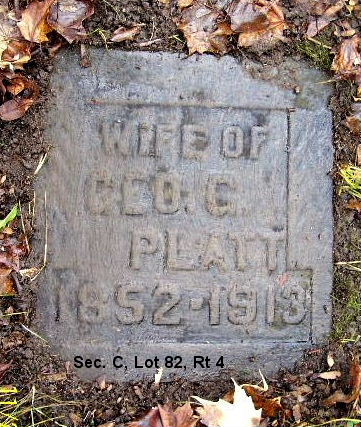 WIFE OF
GEO. C.
PLATT
1852-1913
Sec. C, Lot 82, Rt 4